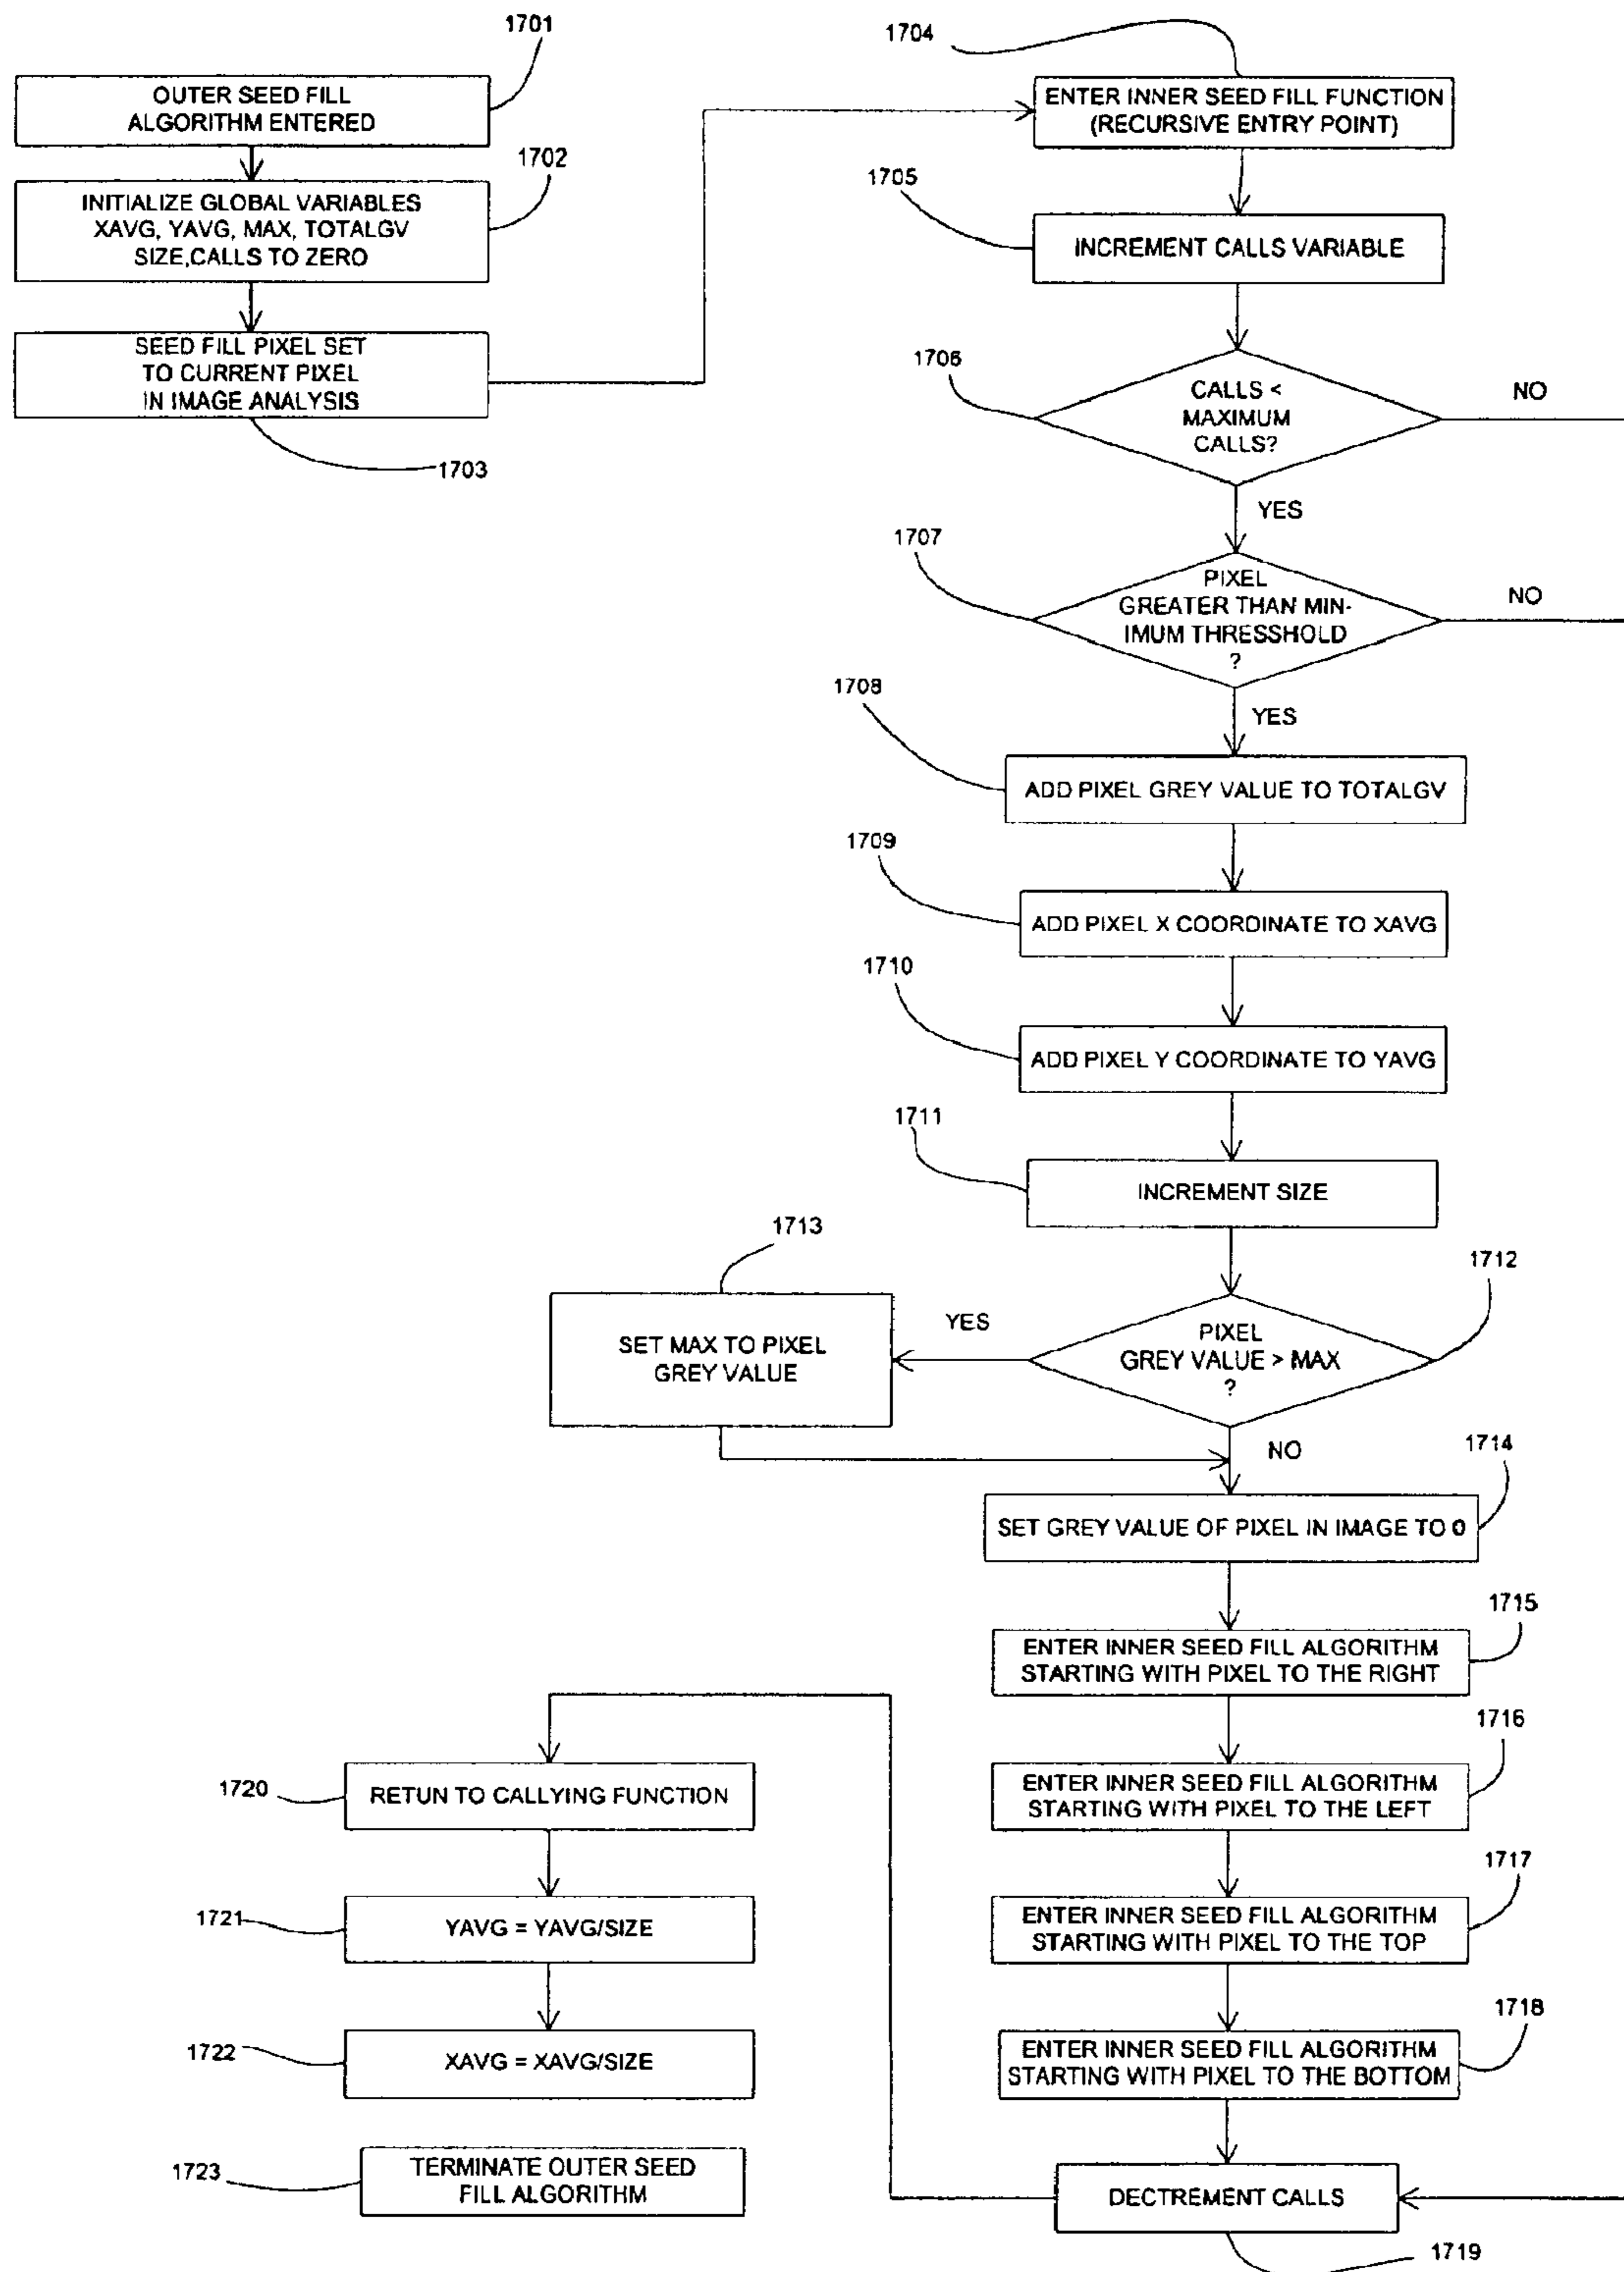 1701
OUTER SEED FILL
ALGORITHM ENTERED
1702
INITIALIZE GLOBAL VARIABLES
XAVG, YAVG, MAX, TOTALGV
SIZE,CALLS TO ZERO
SEED FILL PIXEL SET
TO CURRENT PIXEL
IN IMAGE ANALYSIS
1703
1704
ENTER INNER SEED FILL FUNCTION
(RECURSIVE ENTRY POINT)
1705
INCREMENT CALLS VARIABLE
1706
CALLS <
MAXIMUM
CALLS?
NO
YES
1707
PIXEL
GREATER THAN MIN-
IMUM THRESSHOLD
?
NO
YES
1708
ADD PIXEL GREY VALUE TO TOTALGV
1709
ADD PIXEL X COORDINATE TO XAVG
1710
ADD PIXEL Y COORDINATE TO YAVG
1711
INCREMENT SIZE
1712
PIXEL
GREY VALUE > MAX
?
YES
1713
SET MAX TO PIXEL
GREY VALUE
NO
1714
SET GREY VALUE OF PIXEL IN IMAGE TO 0
1715
ENTER INNER SEED FILL ALGORITHM
STARTING WITH PIXEL TO THE RIGHT
1716
ENTER INNER SEED FILL ALGORITHM
STARTING WITH PIXEL TO THE LEFT
1717
ENTER INNER SEED FILL ALGORITHM
STARTING WITH PIXEL TO THE TOP
1718
ENTER INNER SEED FILL ALGORITHM
STARTING WITH PIXEL TO THE BOTTOM
DECTREMENT CALLS
1719
1720
RETUN TO CALLYING FUNCTION
1721
YAVG = YAVG/SIZE
1722
XAVG = XAVG/SIZE
1723
TERMINATE OUTER SEED
FILL ALGORITHM